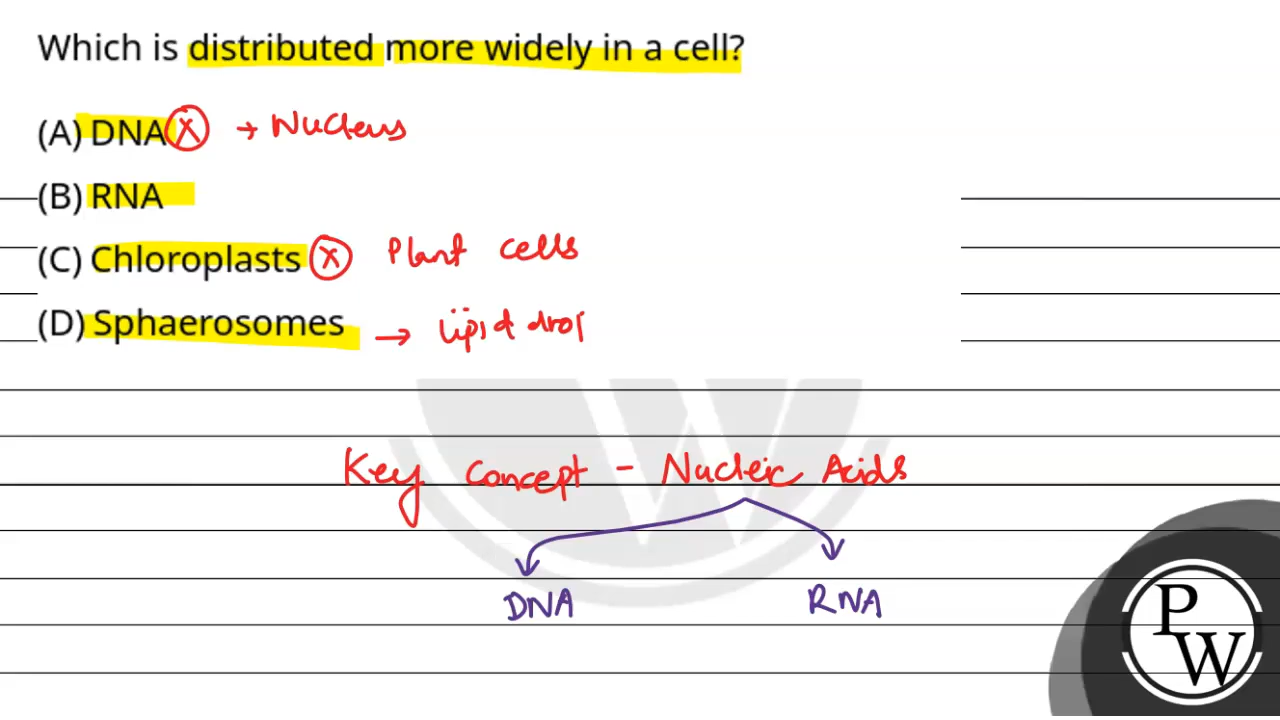 Which is distributed more widely in a cell?
(A) DNA X → Nucleus
(B) RNA
(C) Chloroplasts X Plant cells
(D) Sphaerosomes → Lipid drop
Key Concept - Nucleic Acids
DNA RNA
P
W